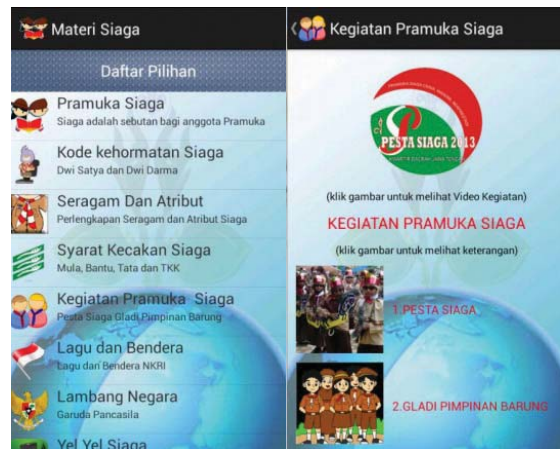 Materi Siaga
Daftar Pilihan
Pramuka Siaga
Siaga adalah sebutan bagi anggota Pramuka
Kode kehormatan Siaga
Dwi Satya dan Dwi Darma
Seragam Dan Atribut
Perlengkapan Seragam dan Atribut Siaga
Syarat Kecakan Siaga
Mula, Bantu, Tata dan TKK
Kegiatan Pramuka Siaga
Pesta Siaga Gladi Pimpinan Barung
Lagu dan Bendera
Lagu dan Bendera NKRI
Lambang Negara
Garuda Pancasila
Yel Yel Siaga
Kegiatan Pramuka Siaga
PESTA SIAGA 2013
(klik gambar untuk melihat Video Kegiatan)
KEGIATAN PRAMUKA SIAGA
(klik gambar untuk melihat keterangan)
1.PESTA SIAGA
2.GLADI PIMPINAN BARUNG